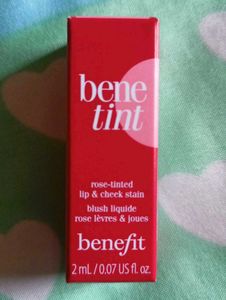 bene
tint
rose-tinted
lip & cheek stain
blush liquide
rose lèvres & joues
benefit
2 mL / 0.07 US fl. oz.